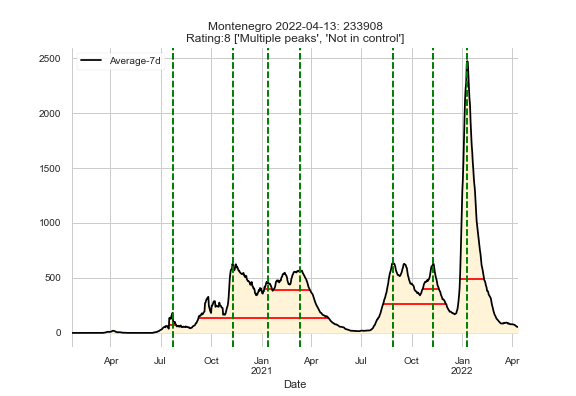 Montenegro 2022-04-13: 233908
Rating:8 ['Multiple peaks', 'Not in control']
Average-7d
2500
2000
1500
1000
500
0
Apr Jul Oct Jan Apr Jul Oct Jan Apr
2021 2022
Date